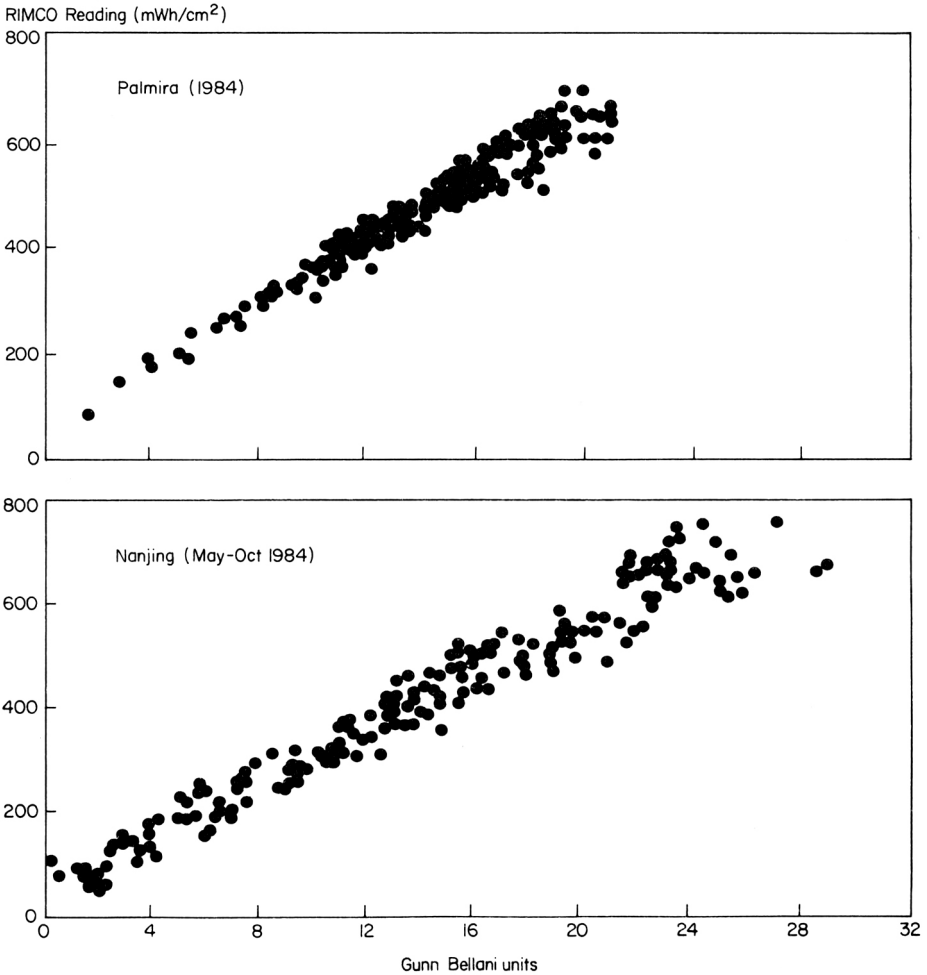 RIMCO Reading (mWh/cm²)
800
Palmira (1984)
600
400
200
0
800
Nanjing (May-Oct 1984)
600
400
200
0
0 4 8 12 16 20 24 28 32
Gunn Bellani units